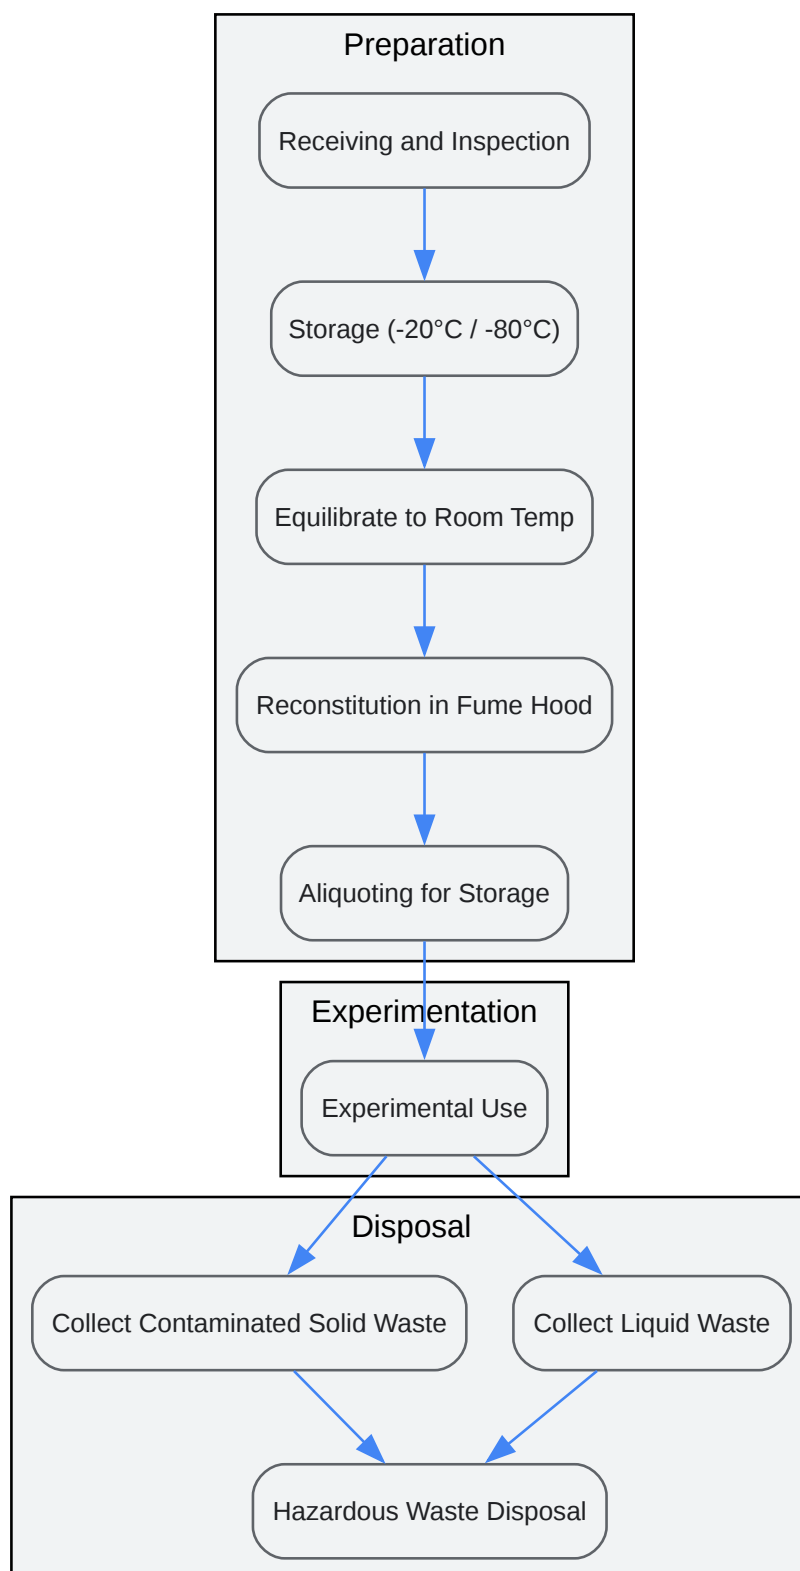 Preparation
Receiving and Inspection
Storage (-20°C / -80°C)
Equilibrate to Room Temp
Reconstitution in Fume Hood
Aliquoting for Storage
Experimentation
Experimental Use
Disposal
Collect Contaminated Solid Waste
Collect Liquid Waste
Hazardous Waste Disposal